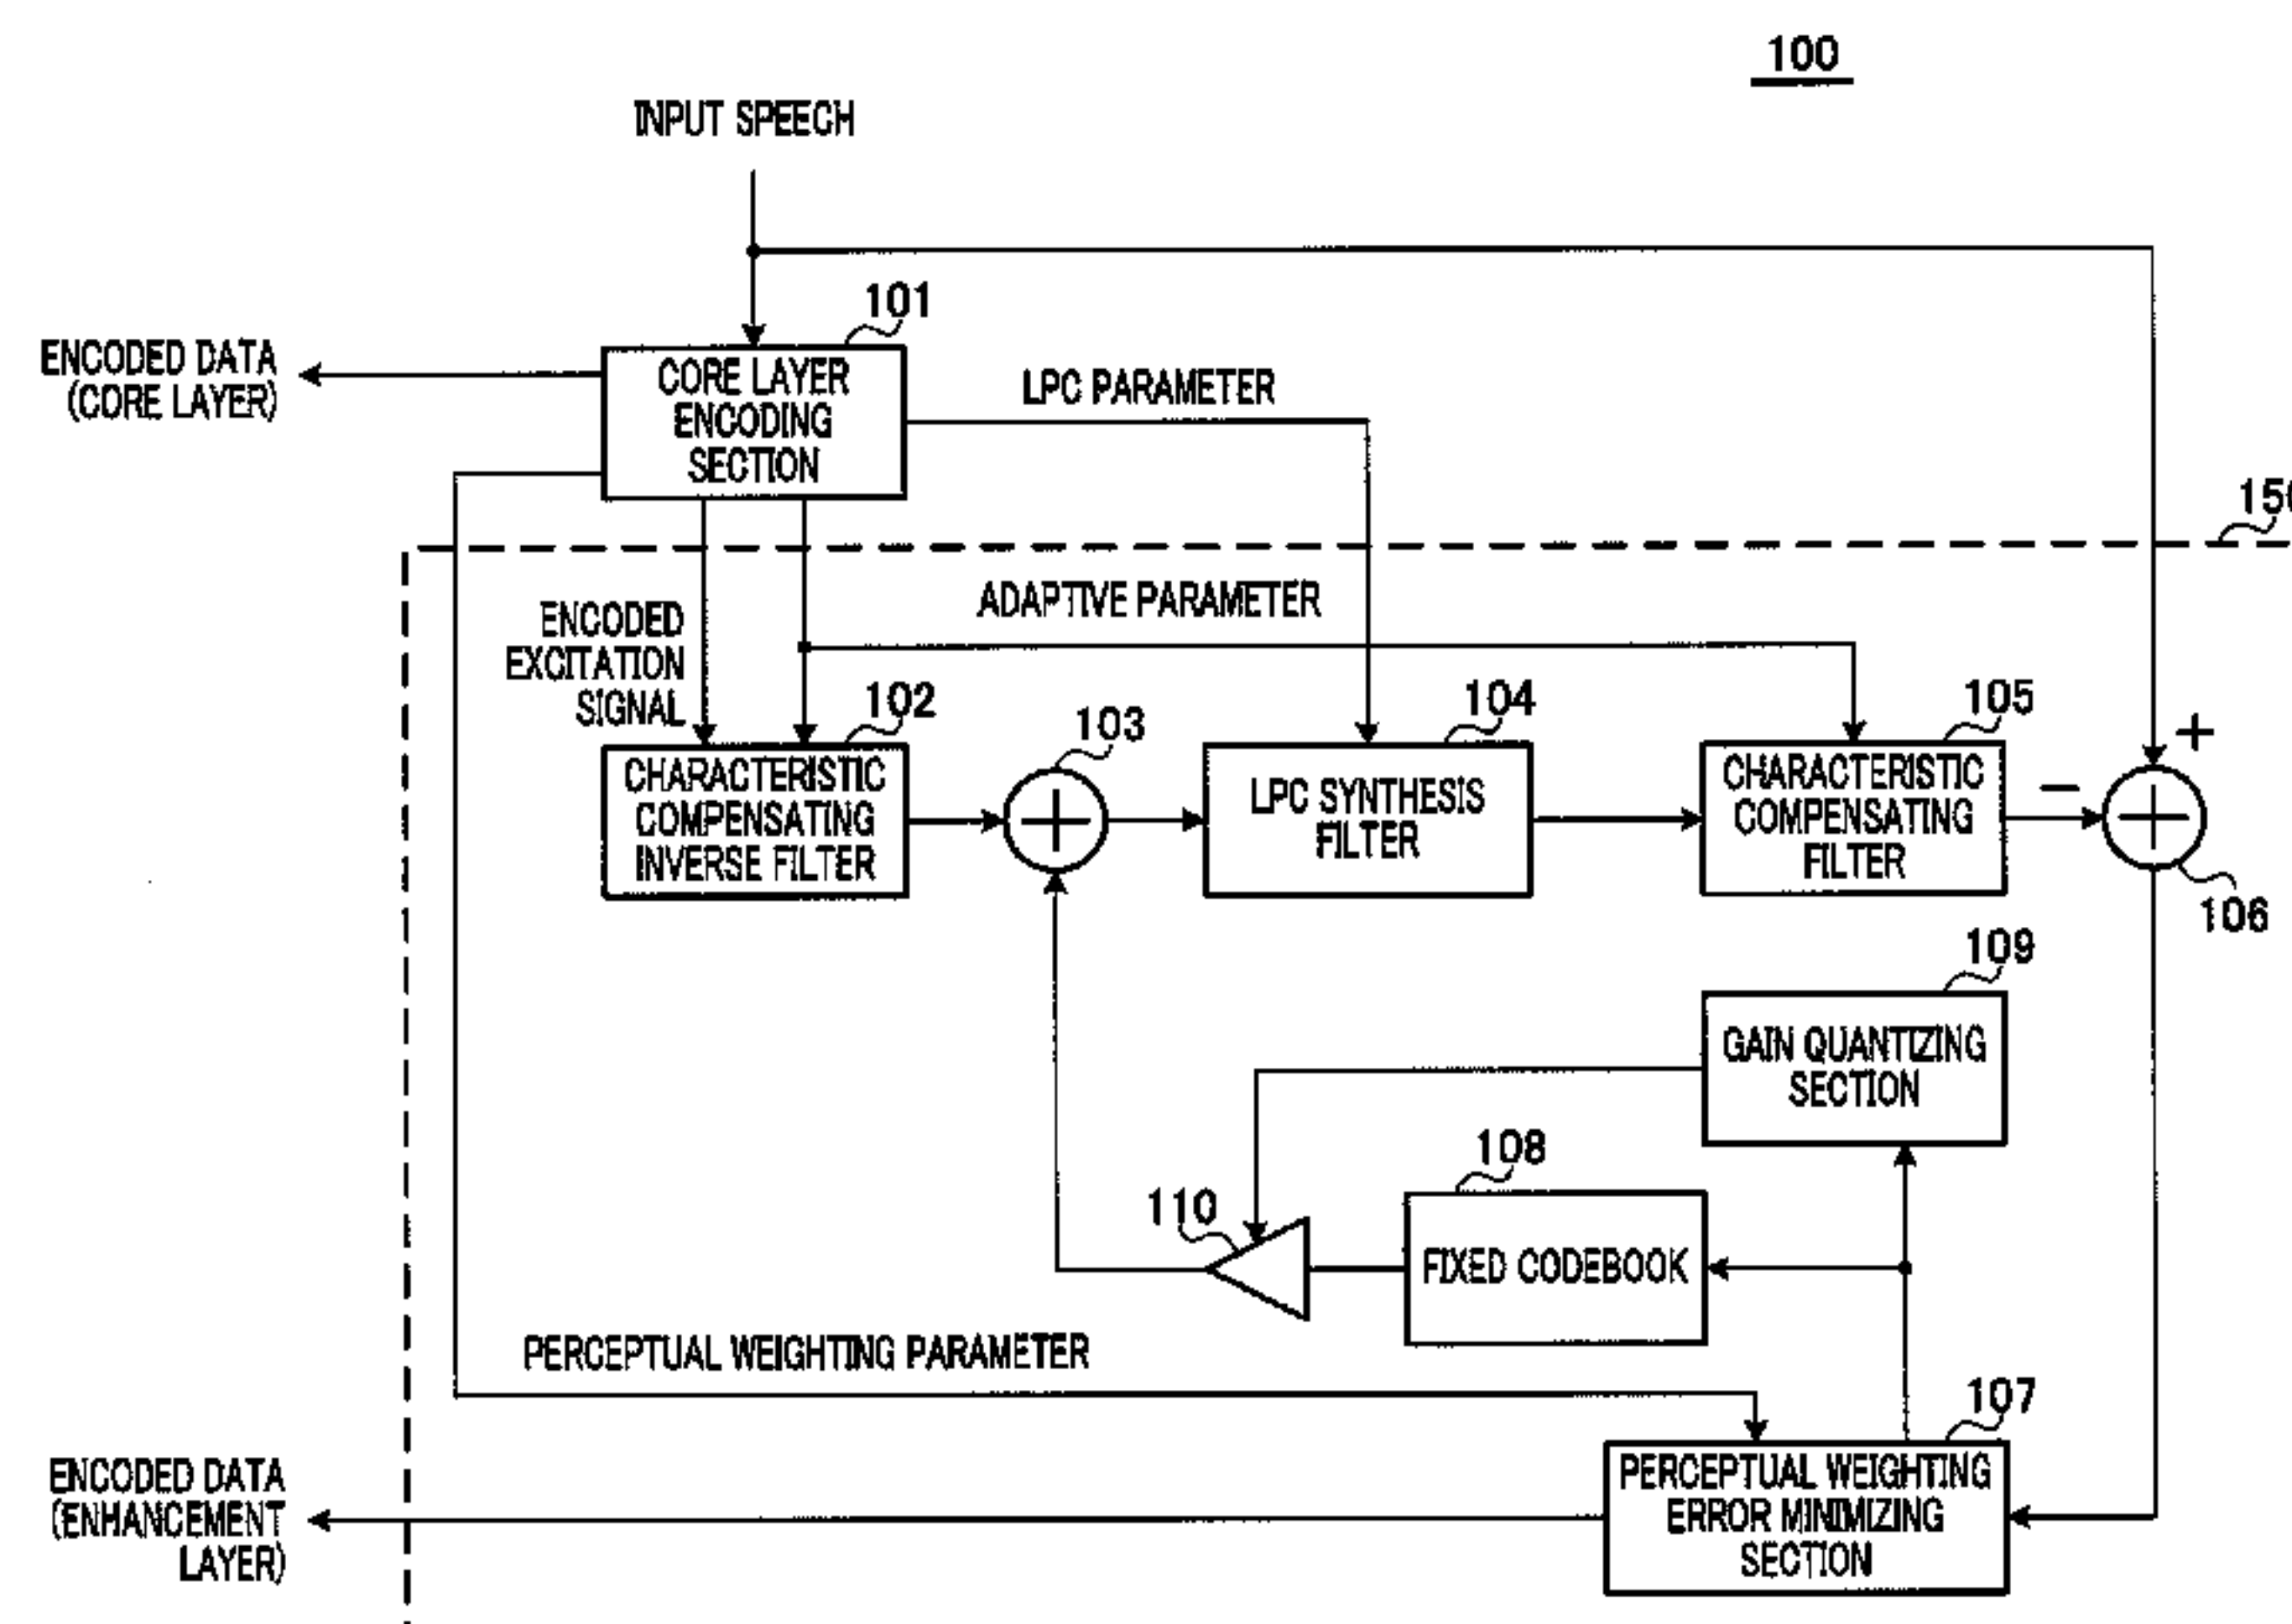 100
INPUT SPEECH
101
ENCODED DATA
(CORE LAYER)
CORE LAYER
ENCODING
SECTION
LPC PARAMETER
ADAPTIVE PARAMETER
ENCODED
EXCITATION
SIGNAL
102
CHARACTERISTIC
COMPENSATING
INVERSE FILTER
103
+
104
LPC SYNTHESIS
FILTER
105
CHARACTERISTIC
COMPENSATING
FILTER
+
−
+
106
109
GAIN QUANTIZING
SECTION
108
FIXED CODEBOOK
110
PERCEPTUAL WEIGHTING PARAMETER
107
PERCEPTUAL WEIGHTING
ERROR MINIMIZING
SECTION
ENCODED DATA
(ENHANCEMENT
LAYER)